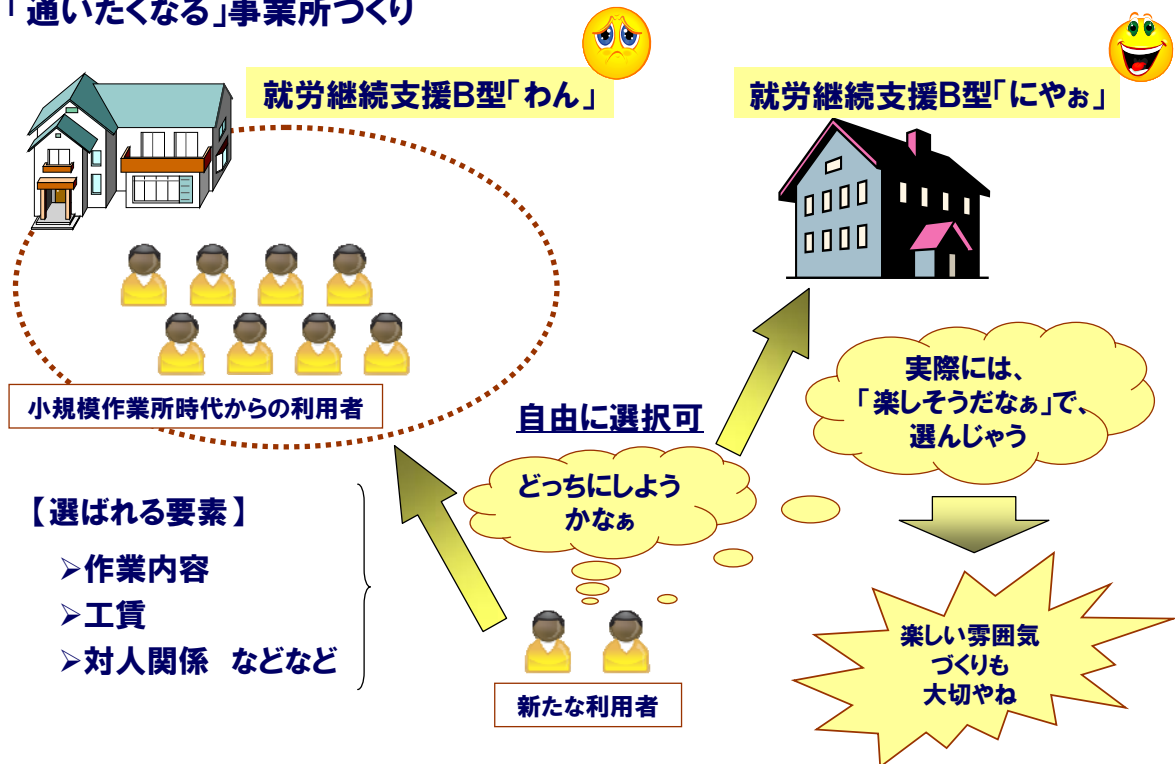 「通いたくなる」事業所づくり
就労継続支援B型「わん」
就労継続支援B型「にやぉ」
小規模作業所時代からの利用者
自由に選択可
実際には、
「楽しそうだなぁ」で、
選んじゃう
どっちにしよう
かなぁ
【選ばれる要素】
➢作業内容
➢工賃
➢対人関係 などなど
新たな利用者
楽しい雰囲気
づくりも
大切やね